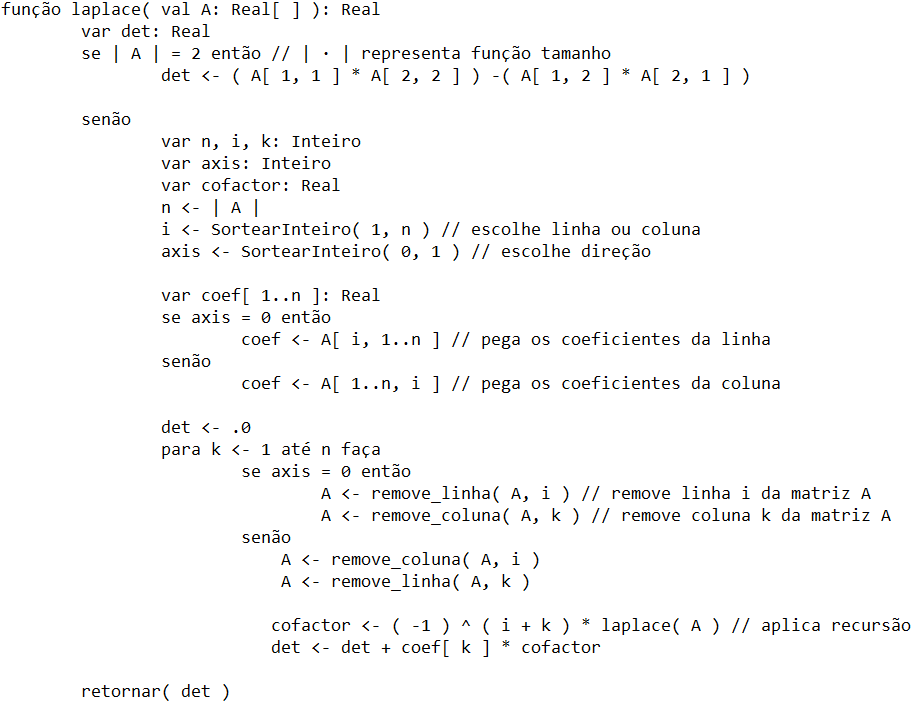 função laplace( val A: Real[ ] ): Real
var det: Real
se | A | = 2 então // | · | representa função tamanho
det <- ( A[ 1, 1 ] * A[ 2, 2 ] ) -( A[ 1, 2 ] * A[ 2, 1 ] )
senão
var n, i, k: Inteiro
var axis: Inteiro
var cofactor: Real
n <- | A |
i <- SortearInteiro( 1, n ) // escolhe linha ou coluna
axis <- SortearInteiro( 0, 1 ) // escolhe direção
var coef[ 1..n ]: Real
se axis = 0 então
coef <- A[ i, 1..n ] // pega os coeficientes da linha
senão
coef <- A[ 1..n, i ] // pega os coeficientes da coluna
det <- .0
para k <- 1 até n faça
se axis = 0 então
A <- remove_linha( A, i ) // remove linha i da matriz A
A <- remove_coluna( A, k ) // remove coluna k da matriz A
senão
A <- remove_coluna( A, i )
A <- remove_linha( A, k )
cofactor <- ( -1 ) ^ ( i + k ) * laplace( A ) // aplica recursão
det <- det + coef[ k ] * cofactor
retornar( det )